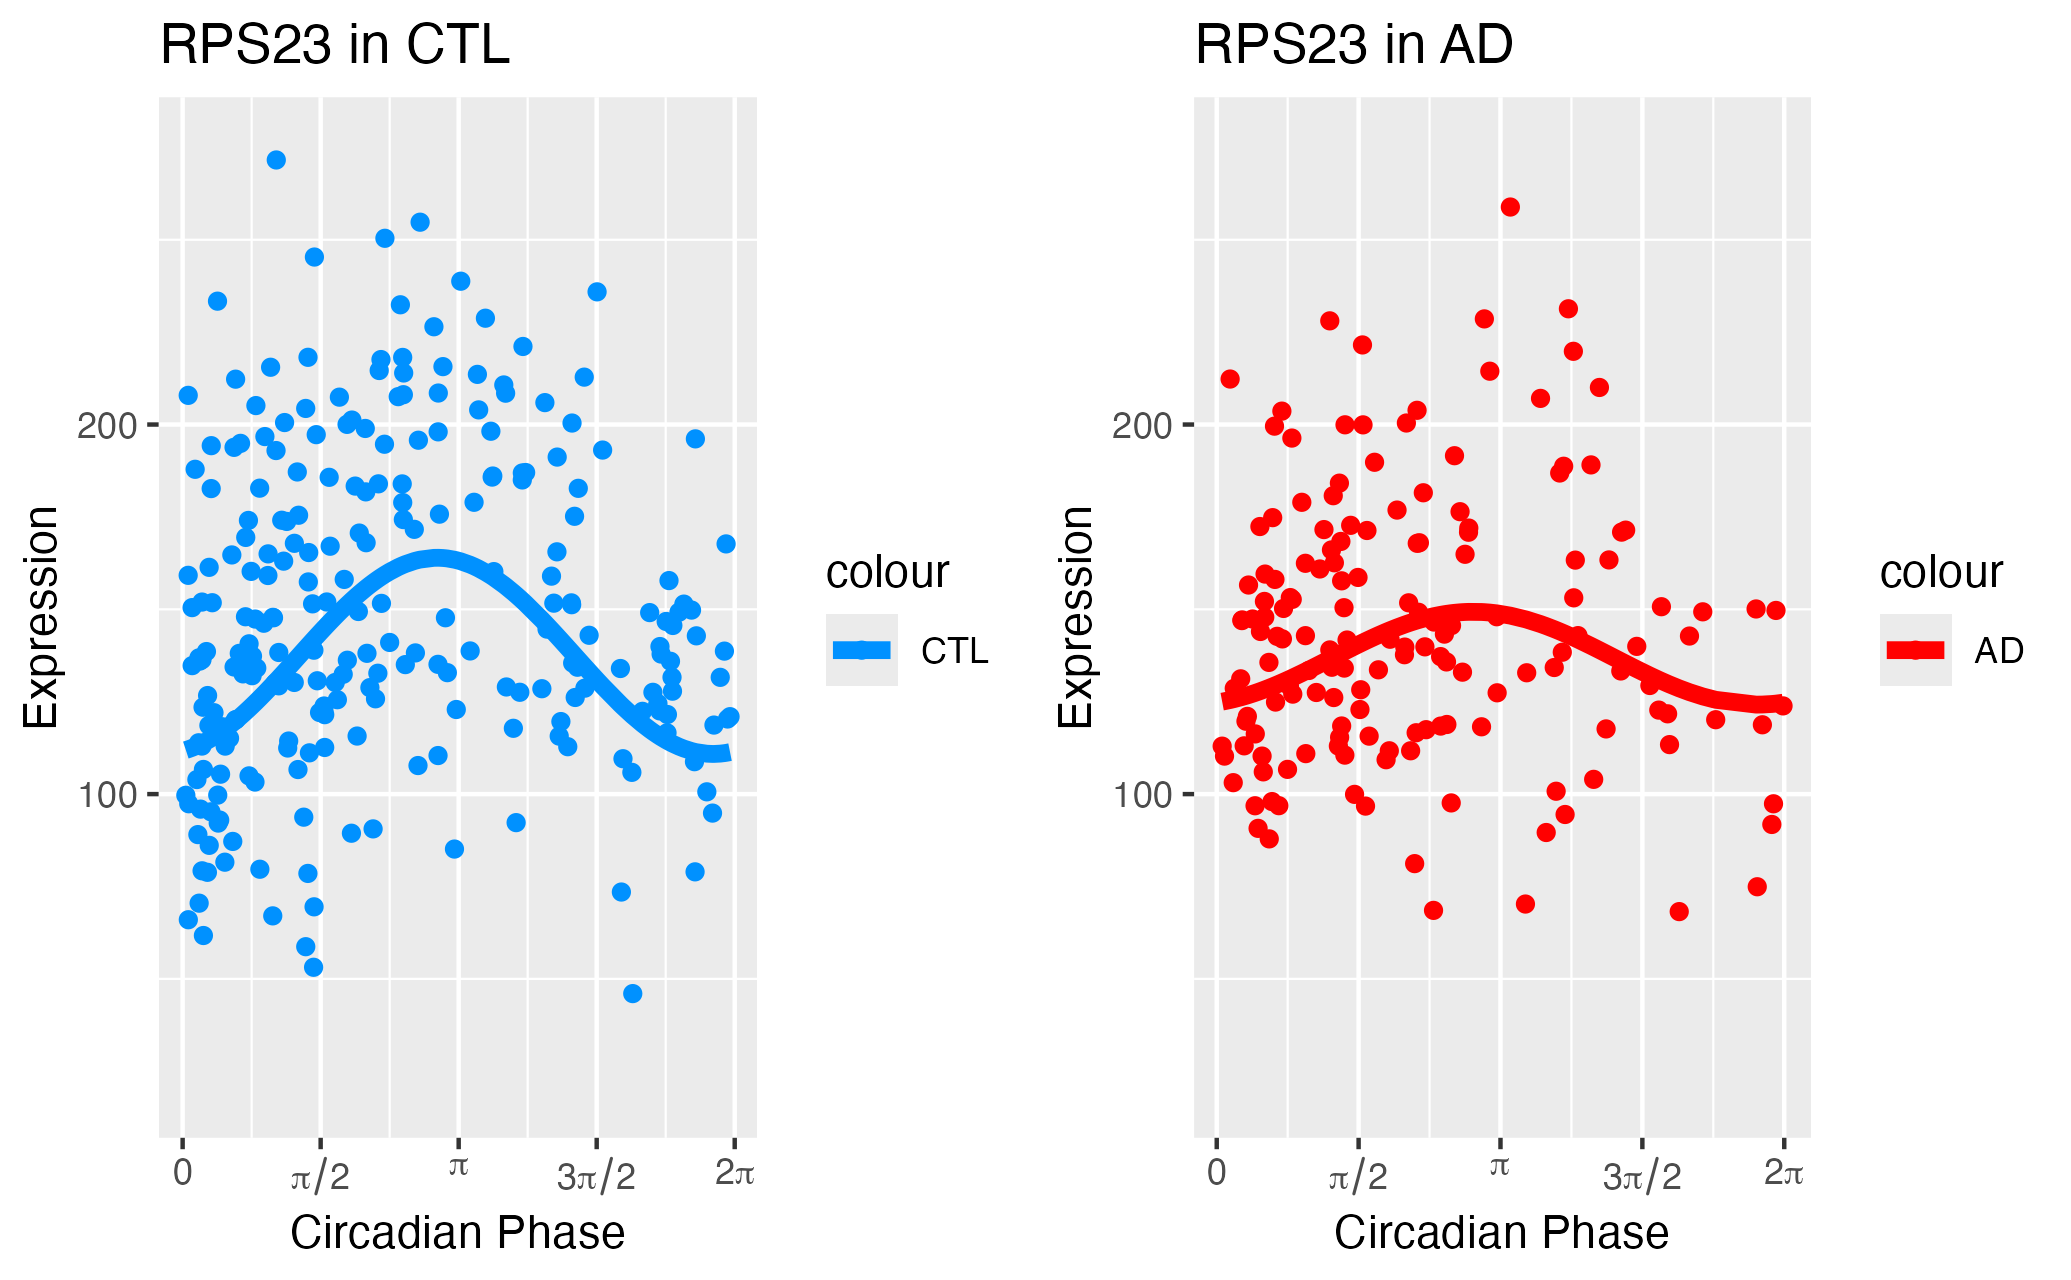 RPS23 in CTL
Expression
200
100
0 π/2 π 3π/2 2π
Circadian Phase
colour
CTL
RPS23 in AD
Expression
200
100
0 π/2 π 3π/2 2π
Circadian Phase
colour
AD